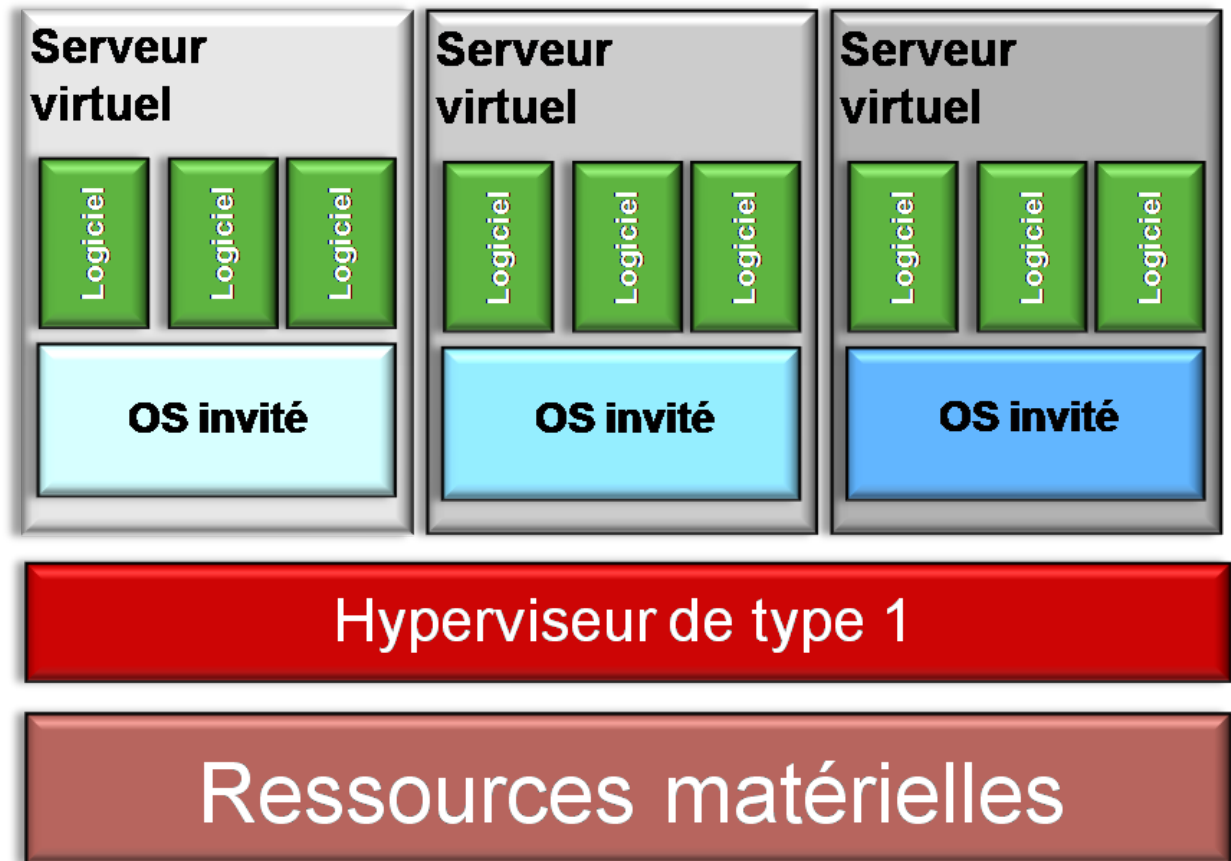 Serveur
virtuel
Logiciel
Logiciel
Logiciel
OS invité
Serveur
virtuel
Logiciel
Logiciel
Logiciel
OS invité
Serveur
virtuel
Logiciel
Logiciel
Logiciel
OS invité
Hyperviseur de type 1
Ressources matérielles